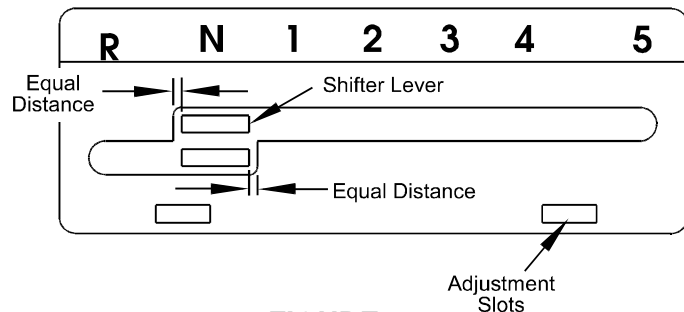 R N 1 2 3 4 5
Equal
Distance
Shifter Lever
Equal Distance
Adjustment
Slots